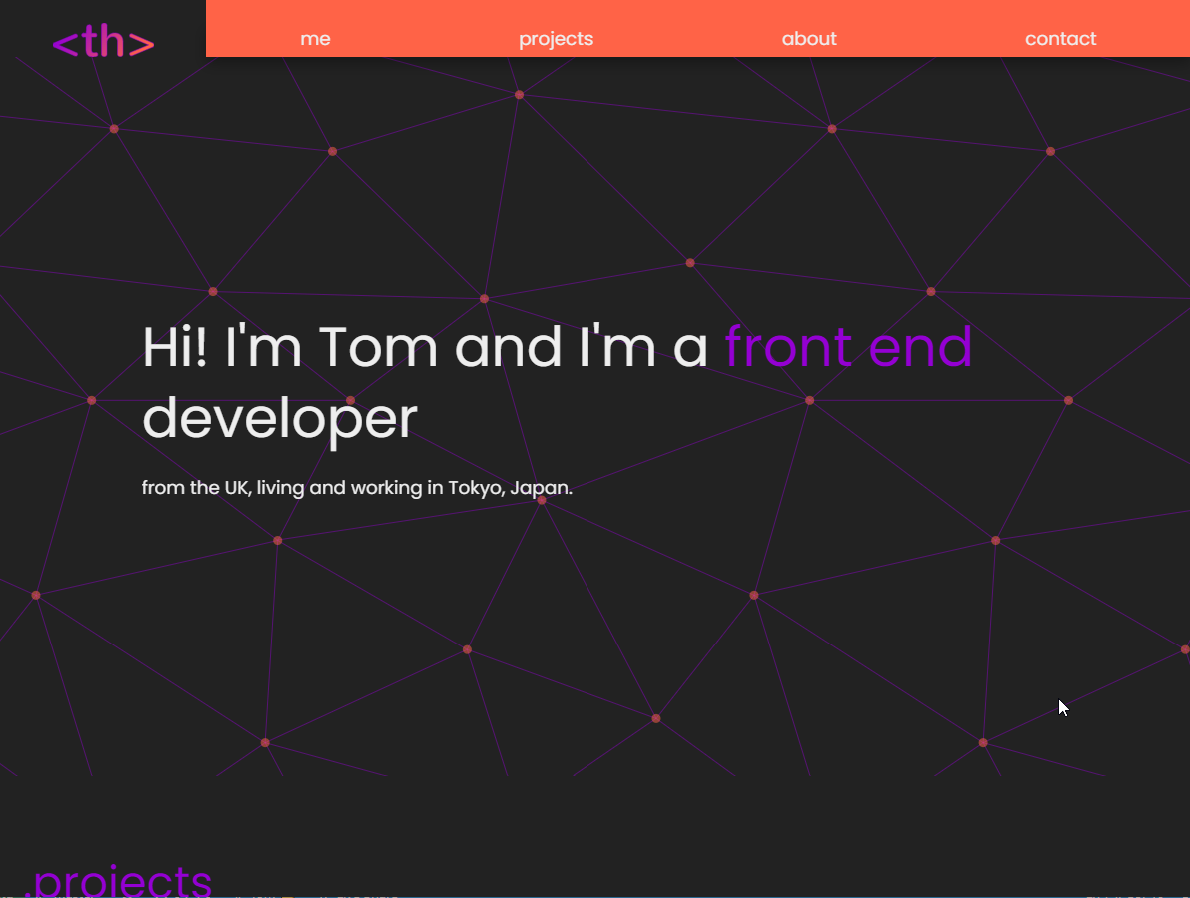 <th>
me projects about contact
Hi! I'm Tom and I'm a front end
developer
from the UK, living and working in Tokyo, Japan.
.projects